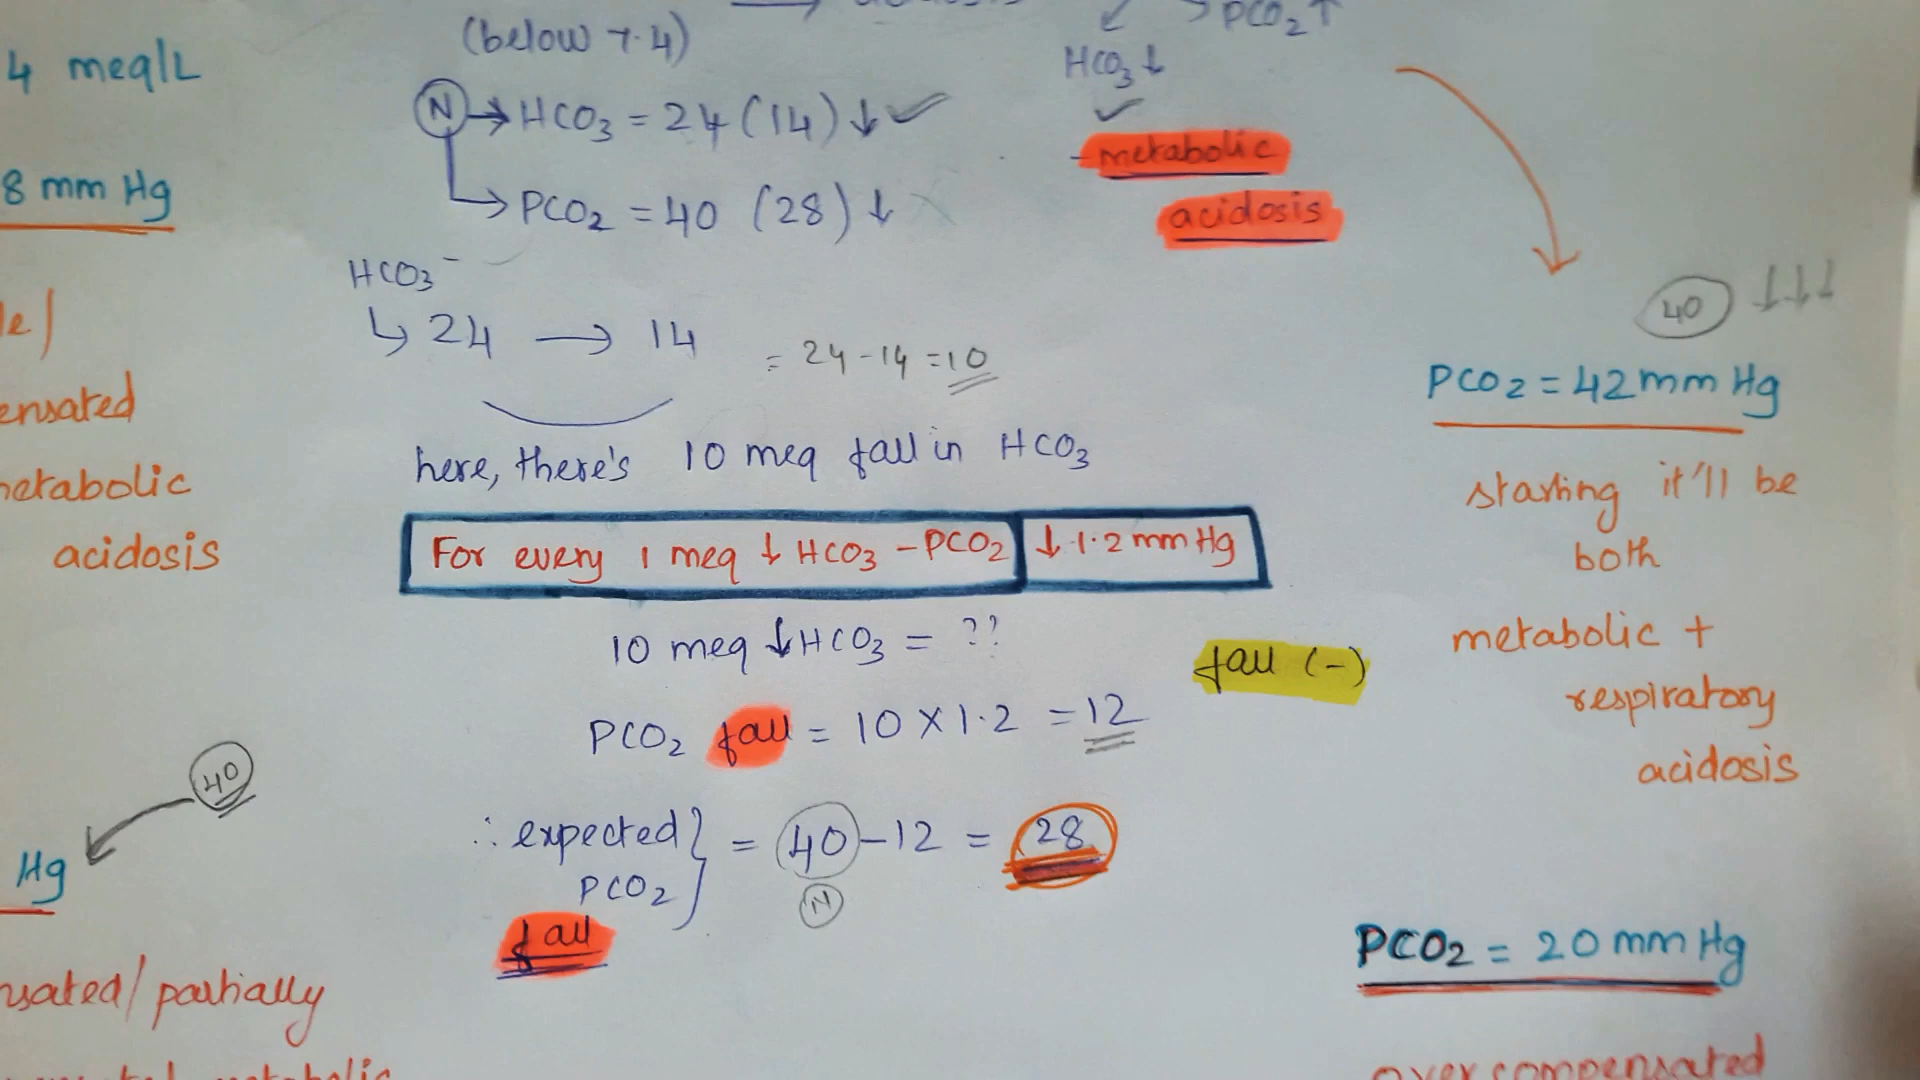 (below 7.4)
PCO2 ↑
HCO3 ↓
4 meq/L
N → HCO3 = 24 (14) ↓ ✓
✓
- metabolic
acidosis
8 mm Hg
→ PCO2 = 40 (28) ↓
HCO3⁻
↳ 24 → 14 = 24-14 = 10
40 ↓↓↓
PCO2 = 42 mm Hg
ensated
metabolic
acidosis
here, there's 10 meq fall in HCO3
starting it'll be
both
metabolic +
respiratory
acidosis
For every 1 meq ↓ HCO3 - PCO2 ↓ 1.2 mm Hg
10 meq ↓ HCO3 = ??
fall (-)
PCO2 fall = 10 X 1.2 = 12
40
Hg
∴ expected } = 40 - 12 = 28
PCO2
N
fall
PCO2 = 20 mm Hg
sated/partially
metabolic
overcompensated